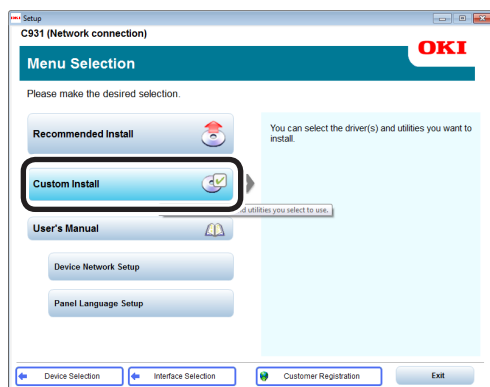 Setup
C931 (Network connection)
OKI
Menu Selection
Please make the desired selection.
Recommended Install
You can select the driver(s) and utilities you want to
install.
Custom Install
d utilities you select to use.
User's Manual
Device Network Setup
Panel Language Setup
Device Selection
Interface Selection
Customer Registration
Exit